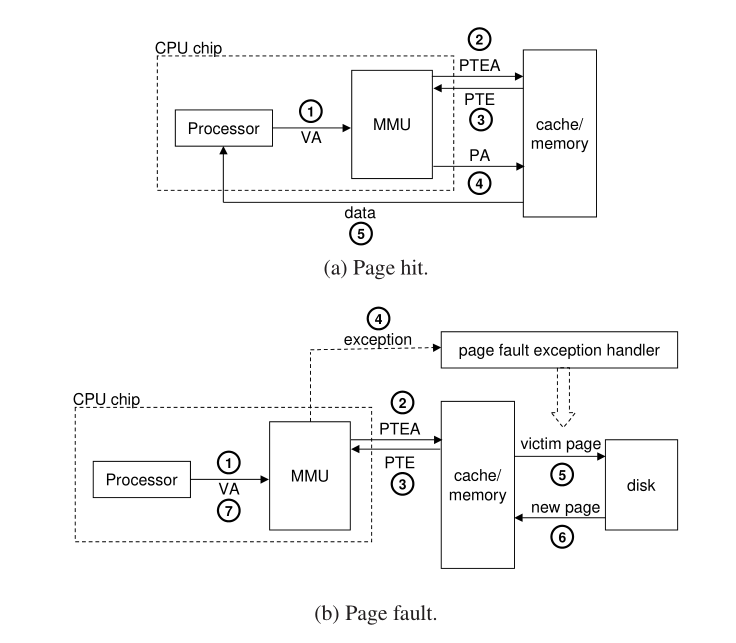 CPU chip
2
PTEA
1
Processor
VA
MMU
PTE
3
cache/
memory
PA
4
data
5
(a) Page hit.
4
exception
page fault exception handler
CPU chip
2
PTEA
1
Processor
VA
7
MMU
PTE
3
cache/
memory
victim page
5
disk
new page
6
(b) Page fault.